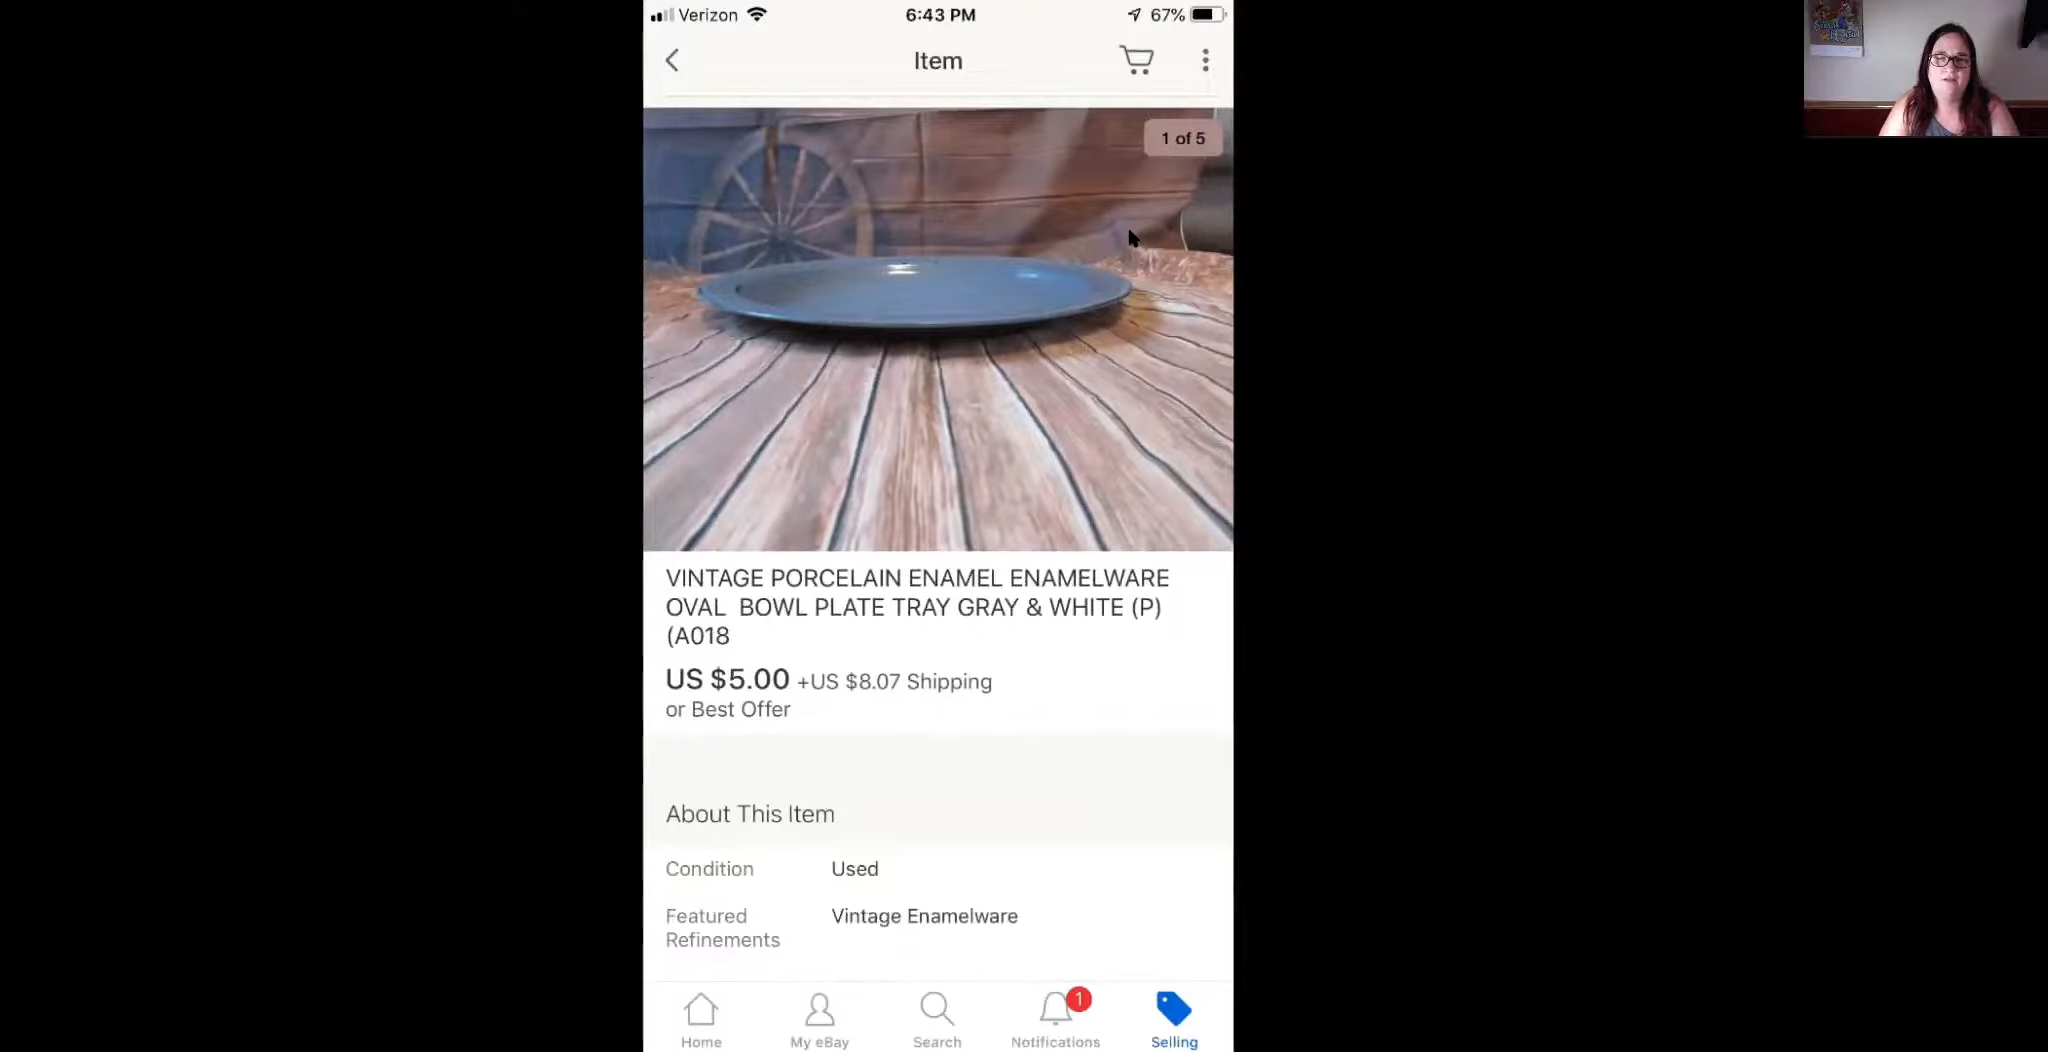 Verizon 6:43 PM 67%
Item
1 of 5
VINTAGE PORCELAIN ENAMEL ENAMELWARE
OVAL BOWL PLATE TRAY GRAY & WHITE (P)
(A018
US $5.00 +US $8.07 Shipping
or Best Offer
About This Item
Condition Used
Featured Vintage Enamelware
Refinements
1
Home My eBay Search Notifications Selling